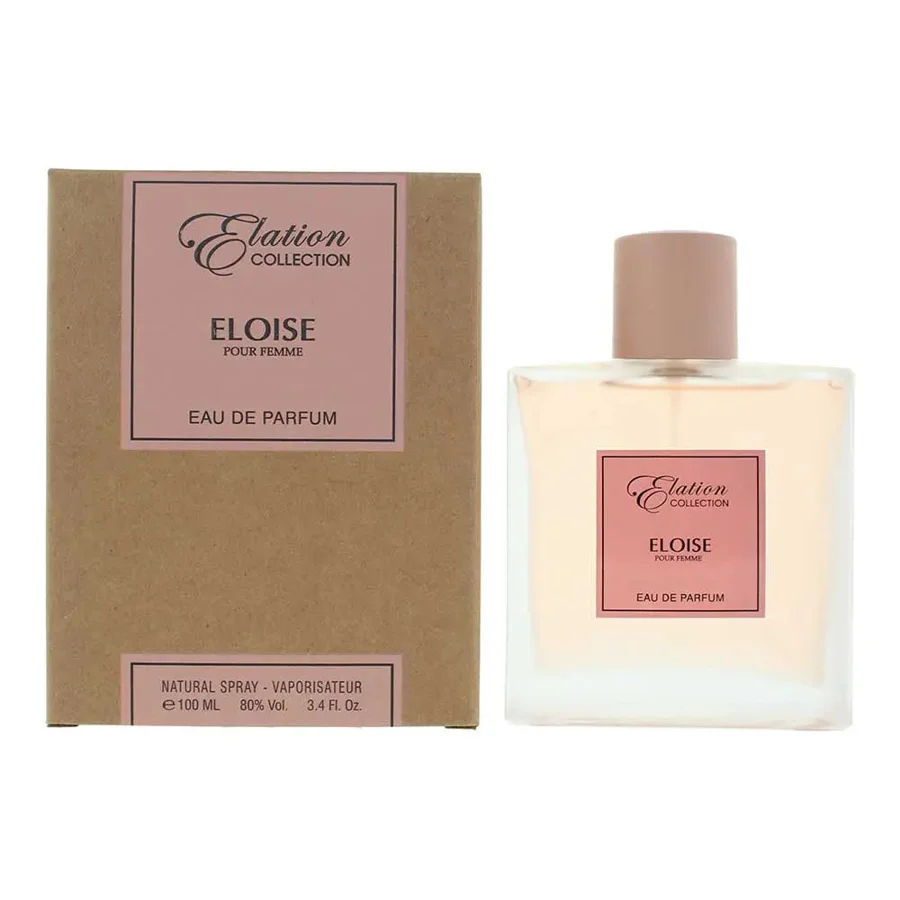 Elation
COLLECTION
ELOISE
POUR FEMME
EAU DE PARFUM
NATURAL SPRAY - VAPORISATEUR
℮ 100 ML 80% Vol. 3.4 Fl. Oz.
Elation
COLLECTION
ELOISE
POUR FEMME
EAU DE PARFUM